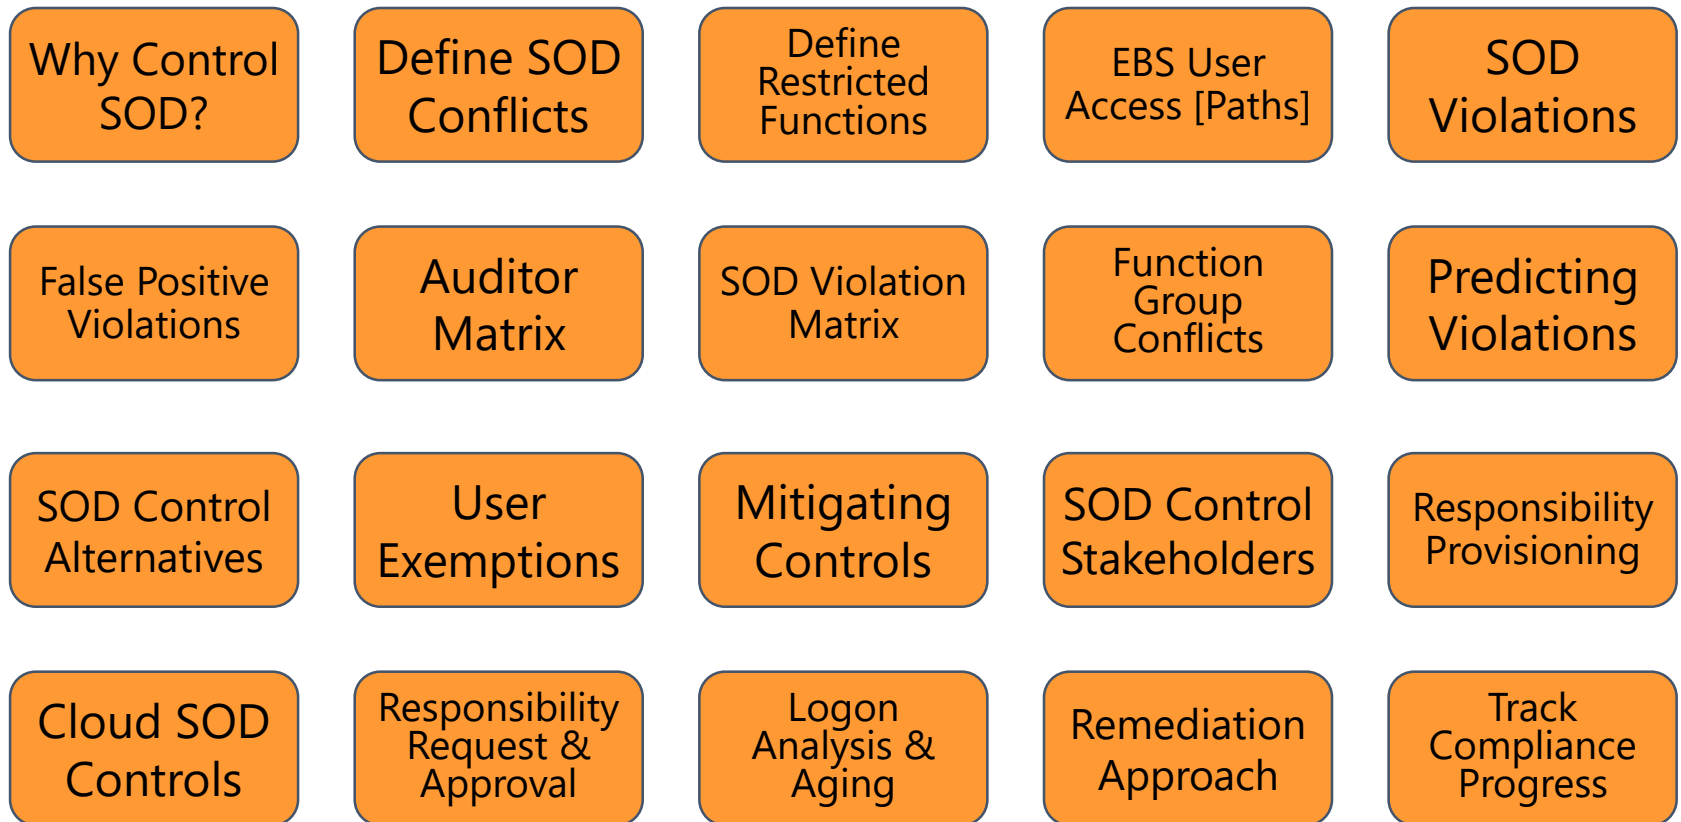 Why Control
SOD?
Define SOD
Conflicts
Define
Restricted
Functions
EBS User
Access [Paths]
SOD
Violations
False Positive
Violations
Auditor
Matrix
SOD Violation
Matrix
Function
Group
Conflicts
Predicting
Violations
SOD Control
Alternatives
User
Exemptions
Mitigating
Controls
SOD Control
Stakeholders
Responsibility
Provisioning
Cloud SOD
Controls
Responsibility
Request &
Approval
Logon
Analysis &
Aging
Remediation
Approach
Track
Compliance
Progress